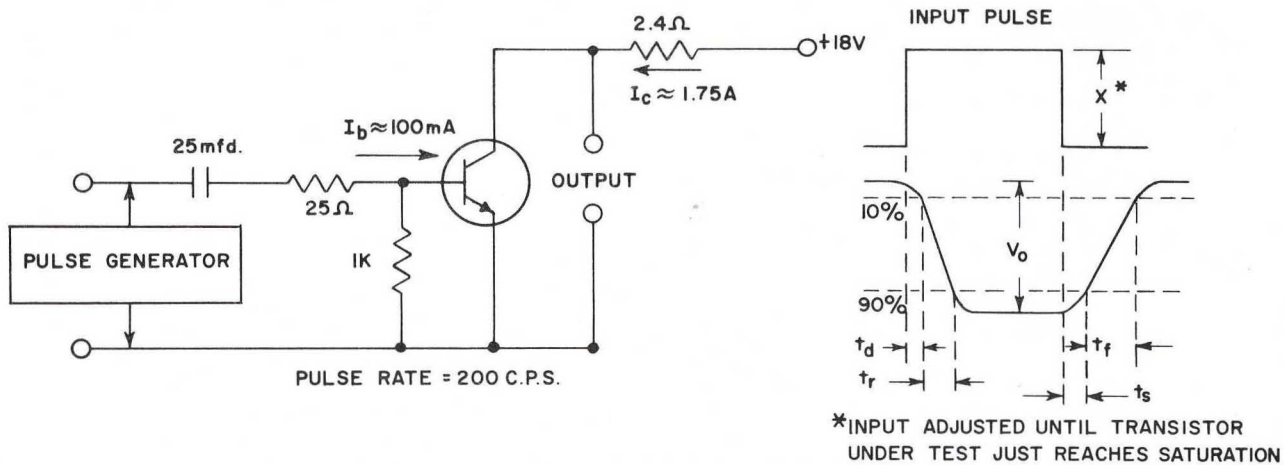 INPUT PULSE
2.4Ω
+18V
Ic ≈ 1.75A
X *
Ib≈100mA
25mfd.
25Ω
OUTPUT
PULSE GENERATOR
1K
10%
Vo
90%
td
tf
tr
ts
PULSE RATE = 200 C.P.S.
*INPUT ADJUSTED UNTIL TRANSISTOR
UNDER TEST JUST REACHES SATURATION